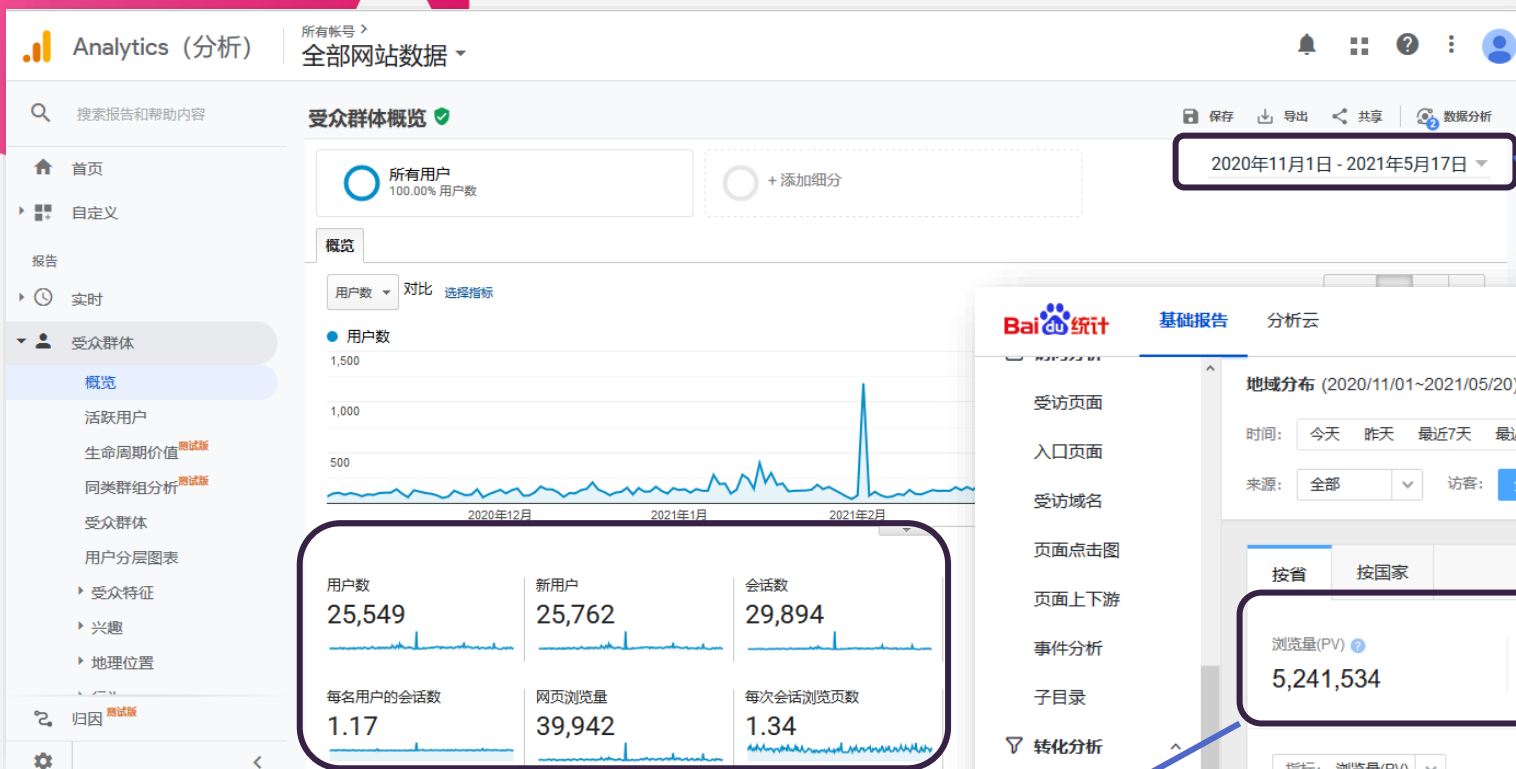 Analytics（分析）
所有帐号 >
全部网站数据
搜索报告和帮助内容
首页
自定义
报告
实时
受众群体
概览
活跃用户
生命周期价值 测试版
同类群组分析 测试版
受众群体
用户分层图表
受众特征
兴趣
地理位置
归因 测试版
受众群体概览
保存 导出 共享 2 数据分析
2020年11月1日 - 2021年5月17日
所有用户
100.00% 用户数
+ 添加细分
概览
用户数 对比 选择指标
用户数
1,500
1,000
500
2020年12月 2021年1月 2021年2月
用户数 新用户 会话数
25,549 25,762 29,894
每名用户的会话数 网页浏览量 每次会话浏览页数
1.17 39,942 1.34
Bai du 统计 基础报告 分析云
受访页面
入口页面
受访域名
页面点击图
页面上下游
事件分析
子目录
转化分析
地域分布 (2020/11/01~2021/05/20)
时间: 今天 昨天 最近7天
来源: 全部 访客:
按省 按国家
浏览量(PV) ?
5,241,534
指标: 浏览量(PV)